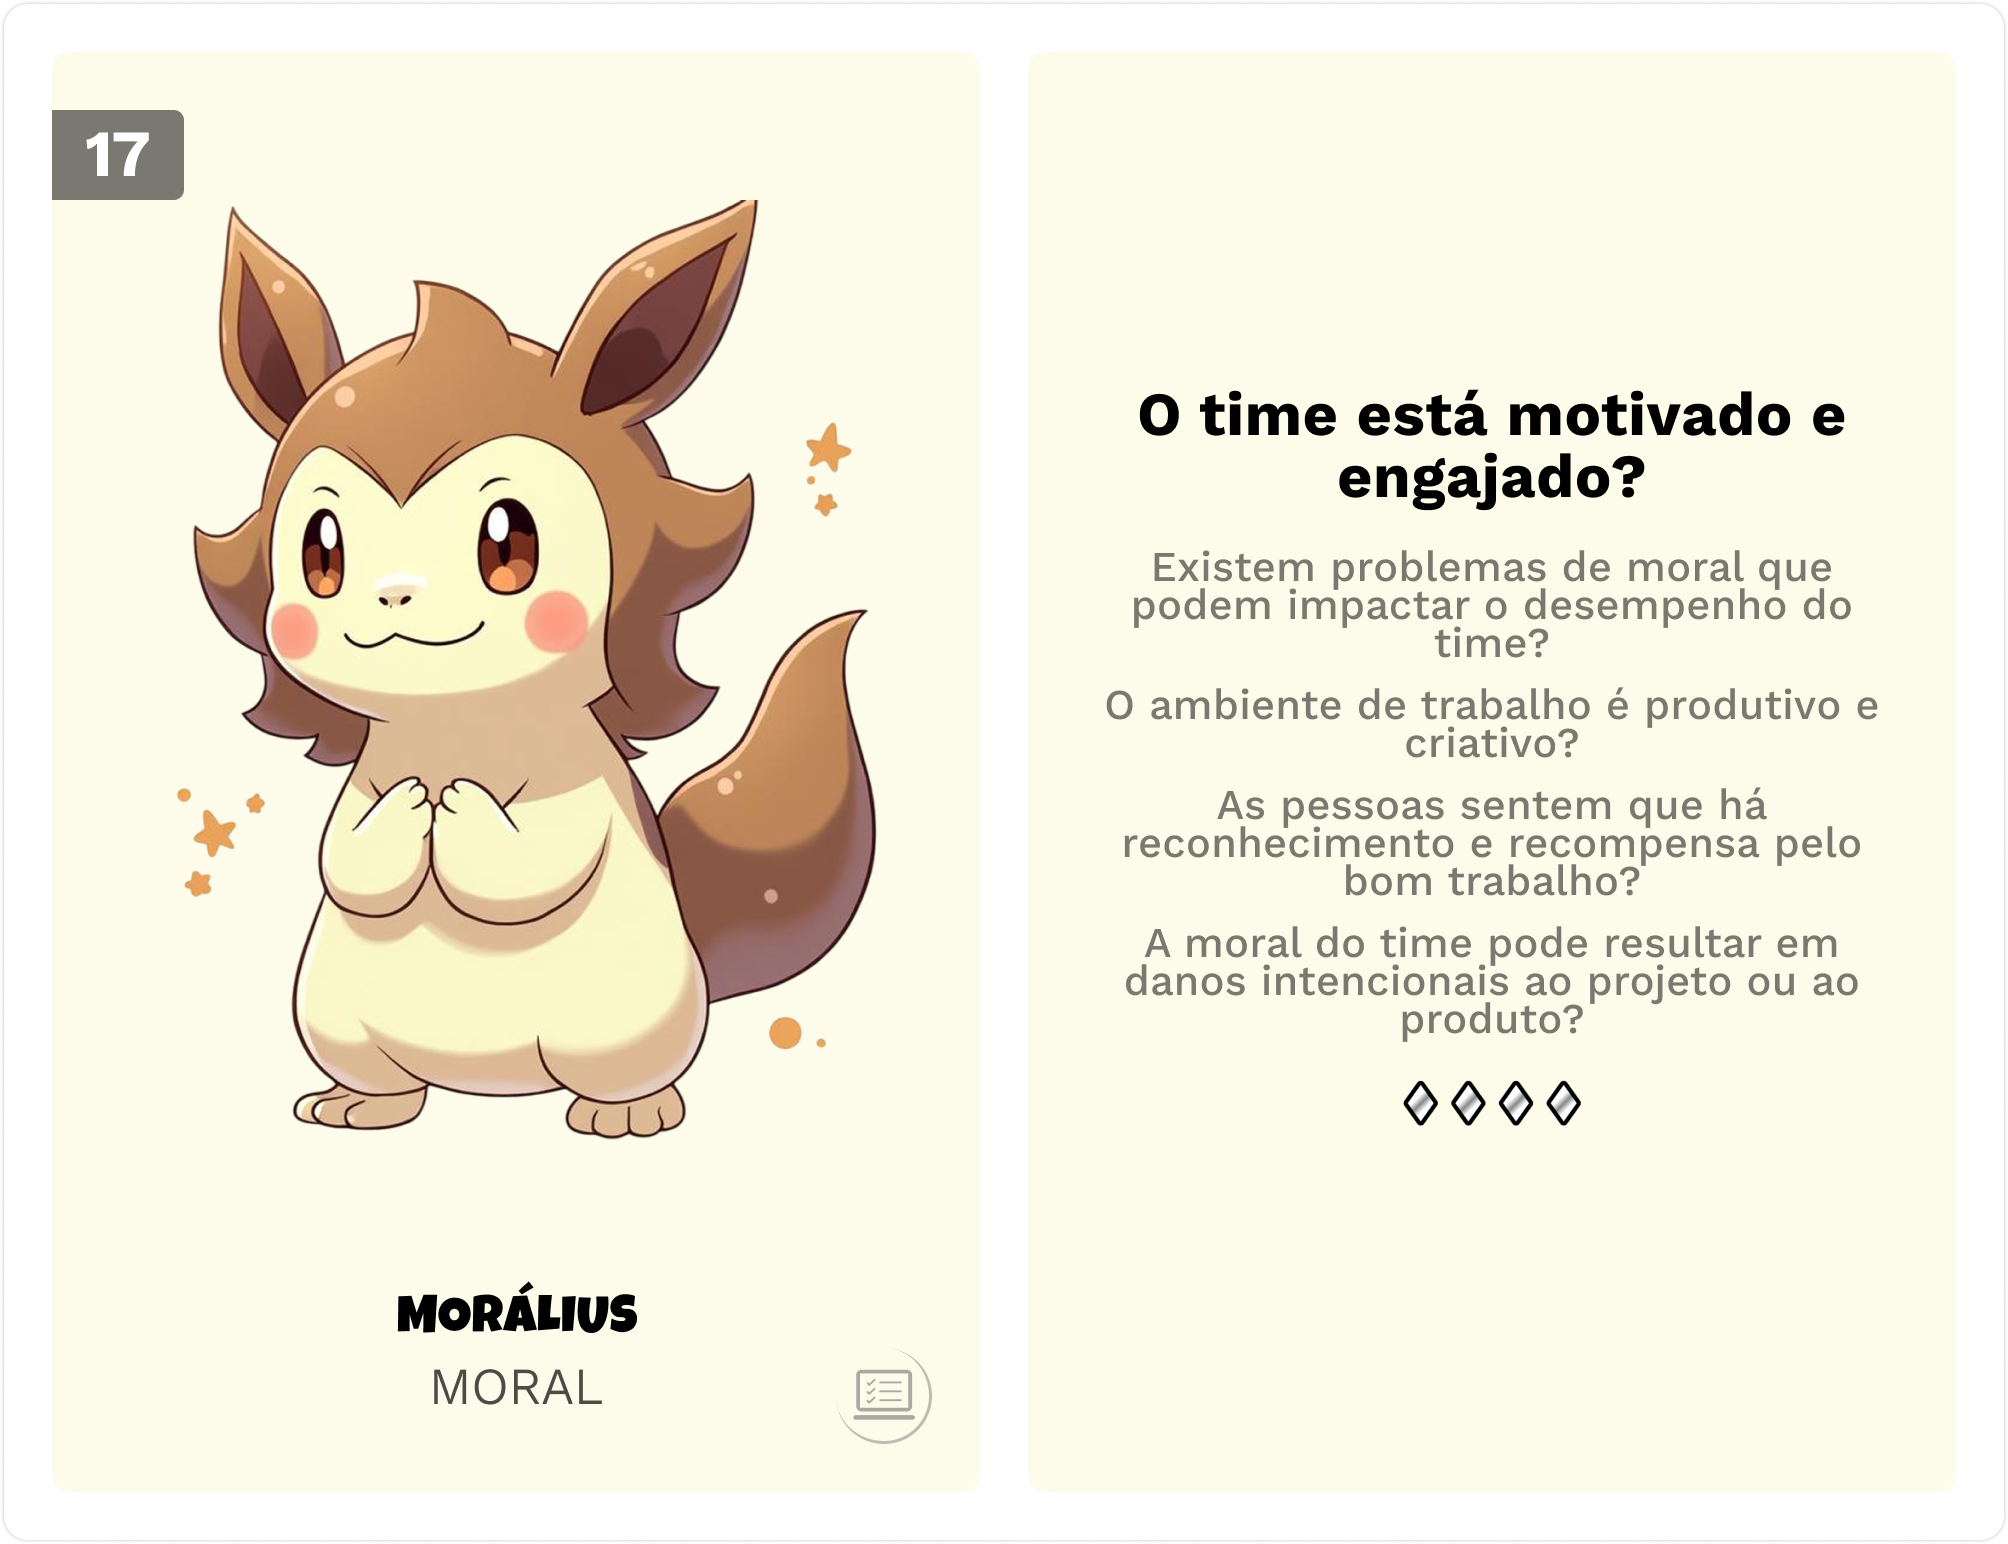 17
MORÁLIUS
MORAL
O time está motivado e
engajado?
Existem problemas de moral que
podem impactar o desempenho do
time?
O ambiente de trabalho é produtivo e
criativo?
As pessoas sentem que há
reconhecimento e recompensa pelo
bom trabalho?
A moral do time pode resultar em
danos intencionais ao projeto ou ao
produto?